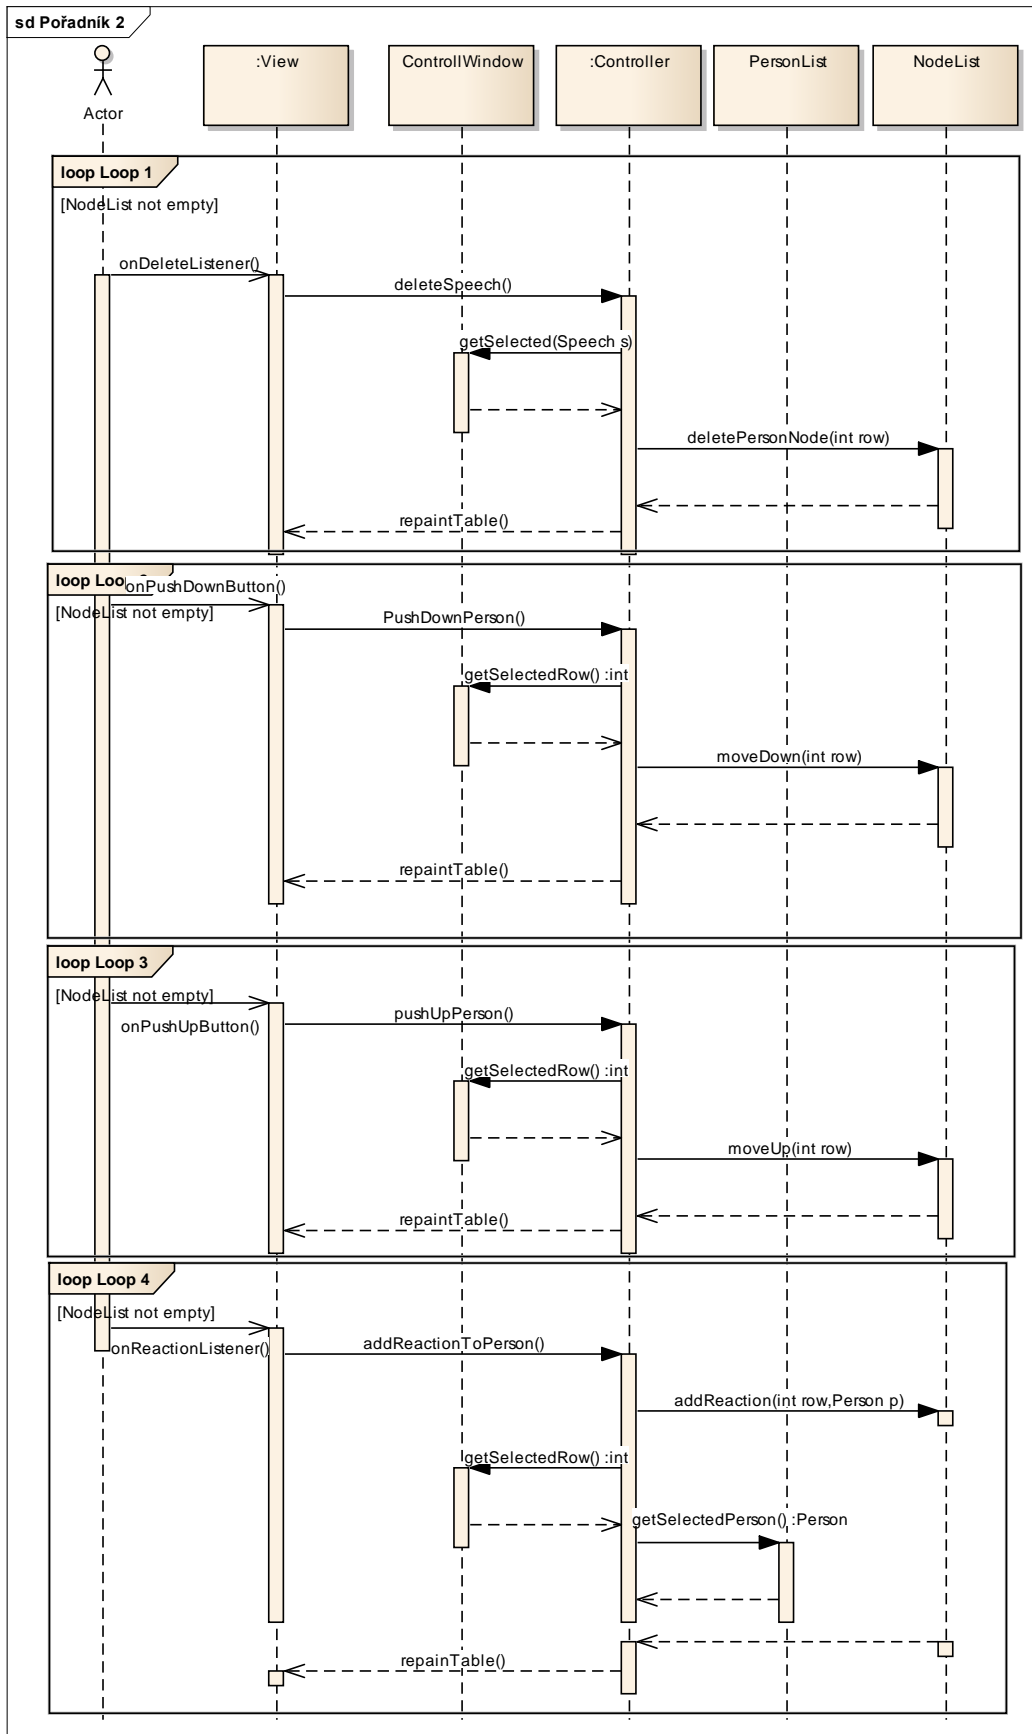 sd Pořadník 2
Actor
:View
ControllWindow
:Controller
PersonList
NodeList
loop Loop 1
[NodeList not empty]
onDeleteListener()
deleteSpeech()
getSelected(Speech s)
deletePersonNode(int row)
repaintTable()
loop Loo
onPushDownButton()
[NodeList not empty]
PushDownPerson()
getSelectedRow() :int
moveDown(int row)
repaintTable()
loop Loop 3
[NodeList not empty]
onPushUpButton()
pushUpPerson()
getSelectedRow() :int
moveUp(int row)
repaintTable()
loop Loop 4
[NodeList not empty]
onReactionListener()
addReactionToPerson()
addReaction(int row,Person p)
getSelectedRow() :int
getSelectedPerson() :Person
repaintTable()